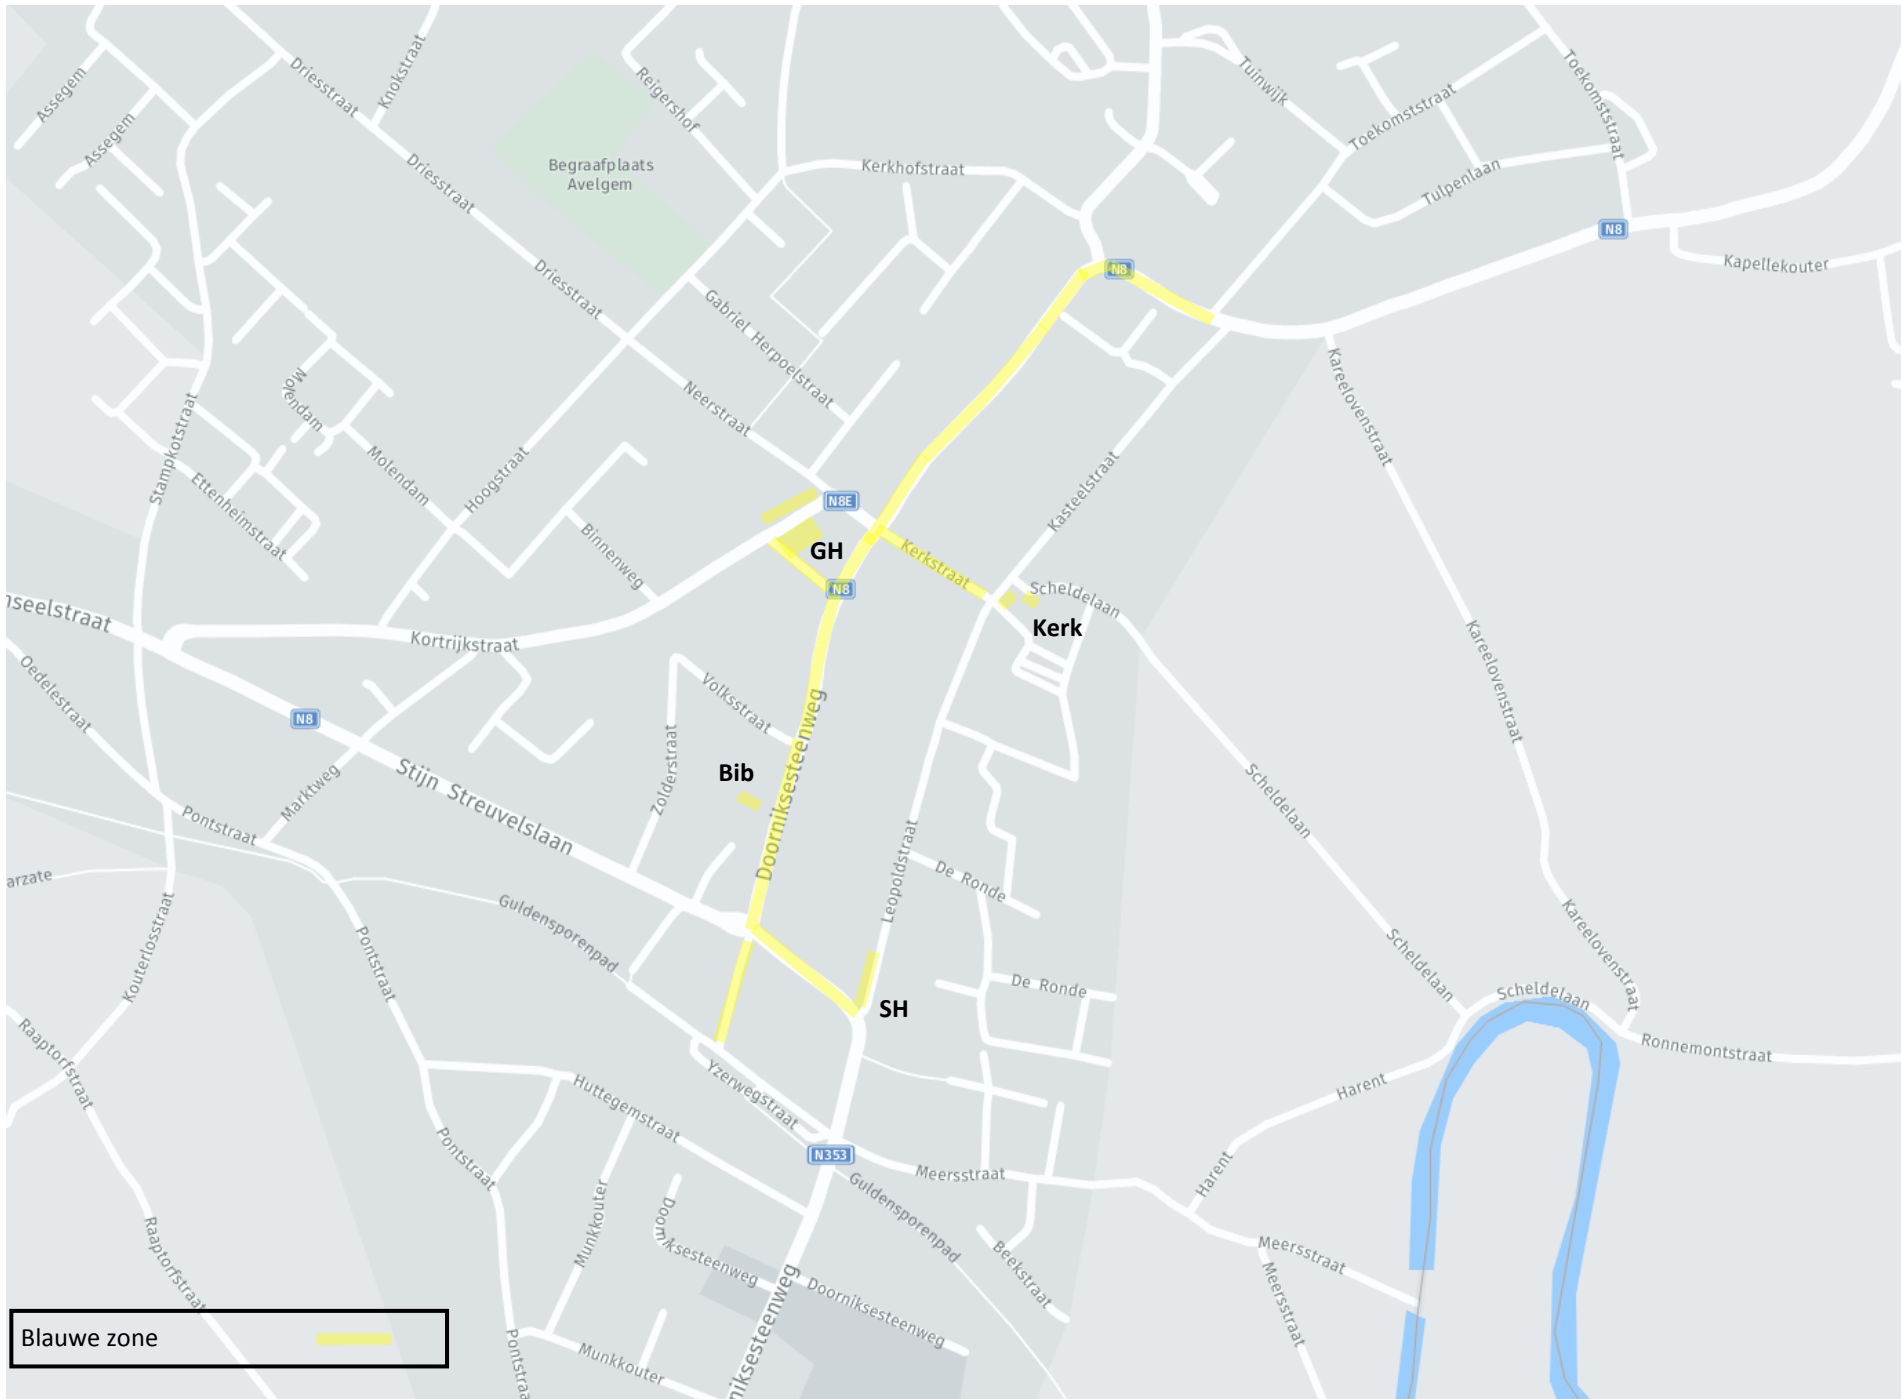 Assegem
Assegem
Driesstraat
Knokstraat
Reigershof
Tuinwijk
Toekomststraat
Toekomststraat
Begraafplaats
Avelgem
Driesstraat
Kerkhofstraat
Tulpenlaan
N8
N8
Kapellekouter
Driesstraat
Gabriel Herpoelstraat
Neerstraat
Molendam
Kareelovenstraat
Stampkotstraat
Molendam
Hoogstraat
Ettenheimstraat
Kasteelstraat
N8E
Binnenweg
GH
Kerkstraat
N8
Scheldelaan
nseelstraat
Kerk
Kortrijkstraat
Kareelovenstraat
Oedelestraat
Volksstraat
N8
Doorniksesteenweg
Zolderstraat
Bib
Marktweg
Stijn Streuvelslaan
Scheldelaan
Pontstraat
Leopoldstraat
arzate
De Ronde
Guldensporenpad
Kouterlosstraat
Pontstraat
Kareelovenstraat
Scheldelaan
De Ronde
Scheldelaan
SH
Raaptorfstraat
Ronnemontstraat
Yzerwegstraat
Harent
Huttegemstraat
Pontstraat
N353
Meersstraat
Harent
Guldensporenpad
Munkkouter
Doorniksesteenweg
Raaptorfstraat
Beekstraat
Meersstraat
Meersstraat
Doorniksesteenweg
niksesteenweg
Blauwe zone
Pontstraa
Munkkouter